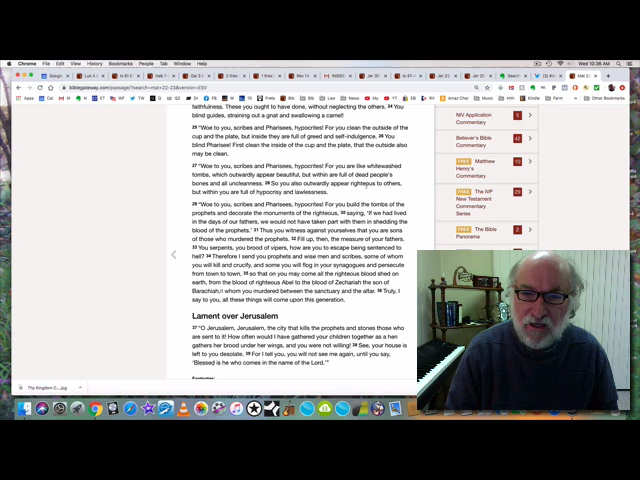 Chrome File Edit View History Bookmarks People Tab Window Help
Wed 10:36 AM
biblegateway.com/passage/?search=mat+22-23&version=ESV
Other Bookmarks
faithfulness. These you ought to have done, without neglecting the others. 24 You
blind guides, straining out a gnat and swallowing a camel!
25 "Woe to you, scribes and Pharisees, hypocrites! For you clean the outside of
the cup and the plate, but inside they are full of greed and self-indulgence. 26 You
blind Pharisee! First clean the inside of the cup and the plate, that the outside also
may be clean.
27 "Woe to you, scribes and Pharisees, hypocrites! For you are like whitewashed
tombs, which outwardly appear beautiful, but within are full of dead people's
bones and all uncleanness. 28 So you also outwardly appear righteous to others,
but within you are full of hypocrisy and lawlessness.
29 "Woe to you, scribes and Pharisees, hypocrites! For you build the tombs of the
prophets and decorate the monuments of the righteous, 30 saying, 'If we had lived
in the days of our fathers, we would not have taken part with them in shedding the
blood of the prophets.' 31 Thus you witness against yourselves that you are sons
of those who murdered the prophets. 32 Fill up, then, the measure of your fathers.
33 You serpents, you brood of vipers, how are you to escape being sentenced to
hell? 34 Therefore I send you prophets and wise men and scribes, some of whom
you will kill and crucify, and some you will flog in your synagogues and persecute
from town to town, 35 so that on you may come all the righteous blood shed on
earth, from the blood of righteous Abel to the blood of Zechariah the son of
Barachiah, whom you murdered between the sanctuary and the altar. 36 Truly, I
say to you, all these things will come upon this generation.
Lament over Jerusalem
37 "O Jerusalem, Jerusalem, the city that kills the prophets and stones those who
are sent to it! How often would I have gathered your children together as a hen
gathers her brood under her wings, and you were not willing! 38 See, your house is
left to you desolate. 39 For I tell you, you will not see me again, until you say,
'Blessed is he who comes in the name of the Lord.'"
Footnotes:
NIV Application
Commentary
5
Believer's Bible
Commentary
42
FREE Matthew
Henry's
Commentary
10
FREE The IVP
New Testament
Commentary
Series
29
FREE The Bible
Panorama
2
Thy Kingdom C....jpg